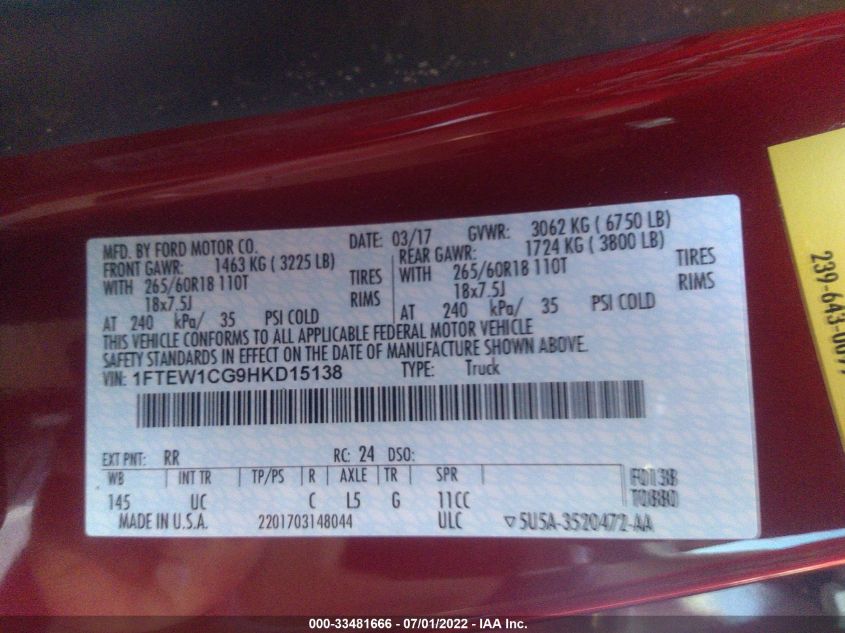 MFD. BY FORD MOTOR CO. DATE: 03/17 GVWR: 3062 KG ( 6750 LB)
FRONT GAWR: 1463 KG ( 3225 LB) REAR GAWR: 1724 KG ( 3800 LB)
WITH 265/60R18 110T TIRES WITH 265/60R18 110T TIRES
18x7.5J RIMS 18x7.5J RIMS
AT 240 kPa/ 35 PSI COLD AT 240 kPa/ 35 PSI COLD
THIS VEHICLE CONFORMS TO ALL APPLICABLE FEDERAL MOTOR VEHICLE
SAFETY STANDARDS IN EFFECT ON THE DATE OF MANUFACTURE SHOWN ABOVE.
VIN: 1FTEW1CG9HKD15138 TYPE: Truck
EXT PNT: RR RC: 24 DSO:
WB INT TR TP/PS R AXLE TR SPR
145 UC C L5 G 11CC
F0138
T0880
MADE IN U.S.A. 2201703148044 ULC ▽5U5A-3520472-AA
239-643-00
000-33481666 - 07/01/2022 - IAA Inc.